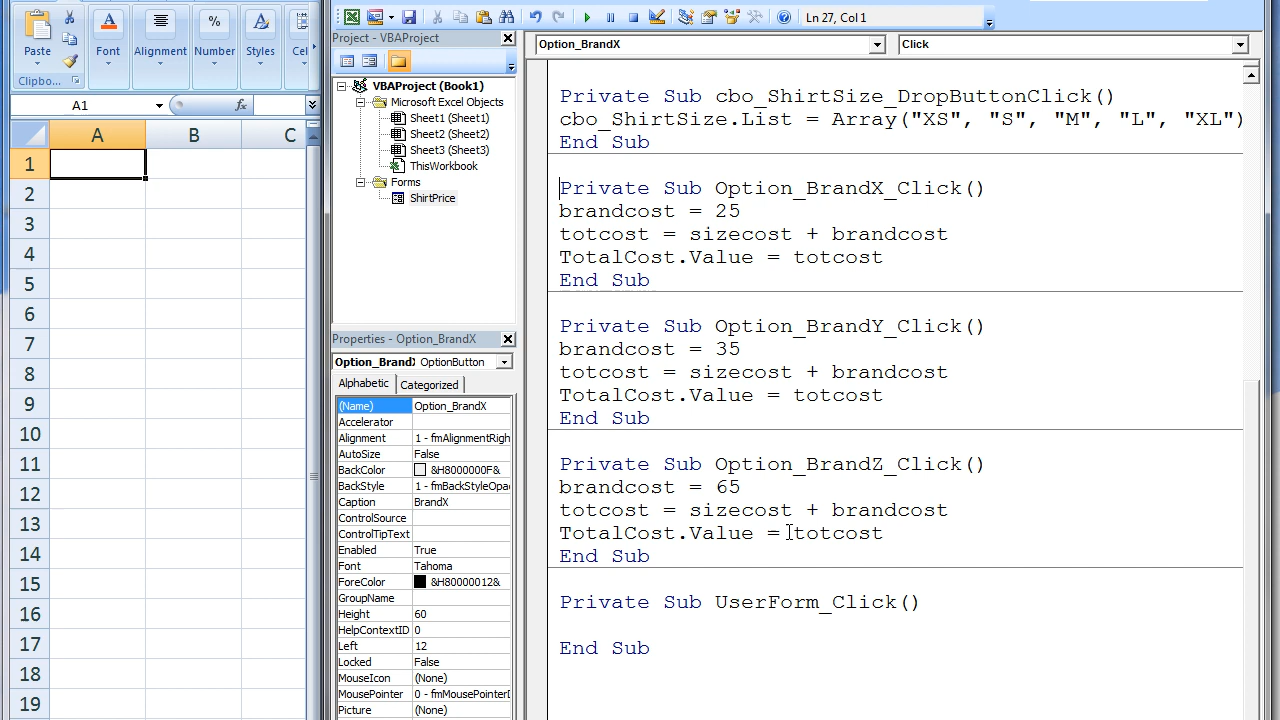 Ln 27, Col 1
Paste
Font
Alignment
Number
Styles
Cel
Clipbo...
A1
fx
A B C
1
2
3
4
5
6
7
8
9
10
11
12
13
14
15
16
17
18
19
Project - VBAProject
VBAProject (Book1)
Microsoft Excel Objects
Sheet1 (Sheet1)
Sheet2 (Sheet2)
Sheet3 (Sheet3)
ThisWorkbook
Forms
ShirtPrice
Properties - Option_BrandX
Option_BrandX OptionButton
Alphabetic Categorized
(Name) Option_BrandX
Accelerator
Alignment 1 - fmAlignmentRigh
AutoSize False
BackColor &H8000000F&
BackStyle 1 - fmBackStyleOpa
Caption BrandX
ControlSource
ControlTipText
Enabled True
Font Tahoma
ForeColor &H80000012&
GroupName
Height 60
HelpContextID 0
Left 12
Locked False
MouseIcon (None)
MousePointer 0 - fmMousePointerD
Picture (None)
Option_BrandX
Click
Private Sub cbo_ShirtSize_DropButtonClick()
cbo_ShirtSize.List = Array("XS", "S", "M", "L", "XL")
End Sub
Private Sub Option_BrandX_Click()
brandcost = 25
totcost = sizecost + brandcost
TotalCost.Value = totcost
End Sub
Private Sub Option_BrandY_Click()
brandcost = 35
totcost = sizecost + brandcost
TotalCost.Value = totcost
End Sub
Private Sub Option_BrandZ_Click()
brandcost = 65
totcost = sizecost + brandcost
TotalCost.Value = totcost
End Sub
Private Sub UserForm_Click()
End Sub